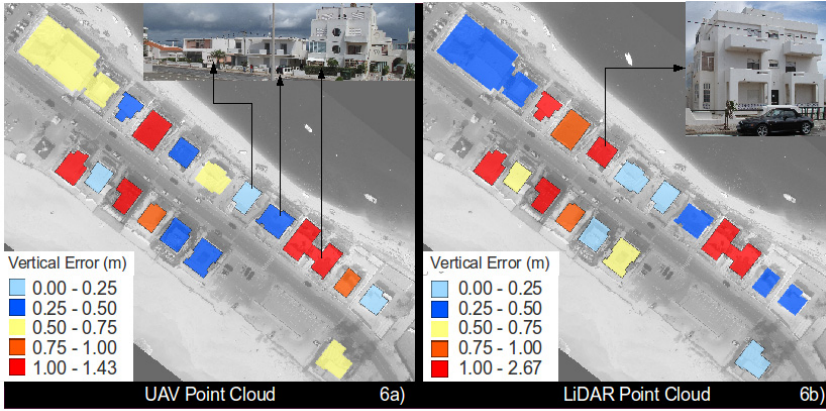 Vertical Error (m)
0.00 - 0.25
0.25 - 0.50
0.50 - 0.75
0.75 - 1.00
1.00 - 1.43
UAV Point Cloud 6a)
Vertical Error (m)
0.00 - 0.25
0.25 - 0.50
0.50 - 0.75
0.75 - 1.00
1.00 - 2.67
LiDAR Point Cloud 6b)